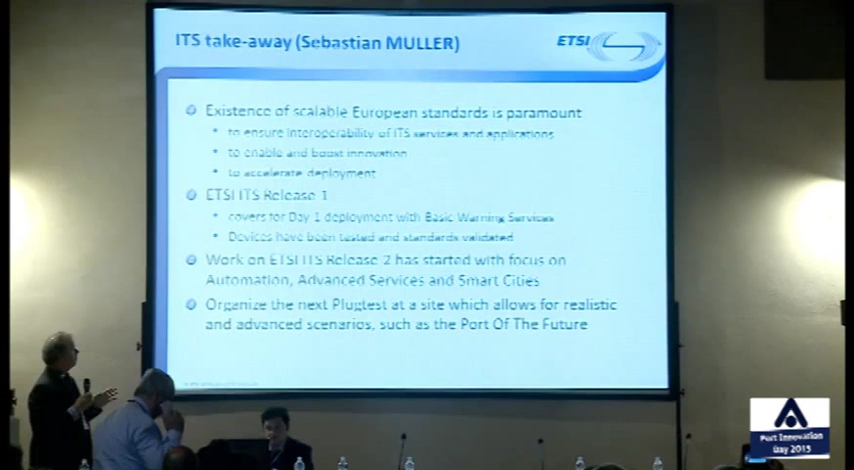 ITS take-away (Sebastian MULLER)
ETSI
Existence of scalable European standards is paramount
to ensure interoperability of ITS services and applications
to enable and boost innovation
to accelerate deployment
ETSI ITS Release 1
covers for Day 1 deployment with Basic Warning Services
Devices have been tested and standards validated
Work on ETSI ITS Release 2 has started with focus on
Automation, Advanced Services and Smart Cities
Organize the next Plugtest at a site which allows for realistic
and advanced scenarios, such as the Port Of The Future
Port Innovation
Day 2015